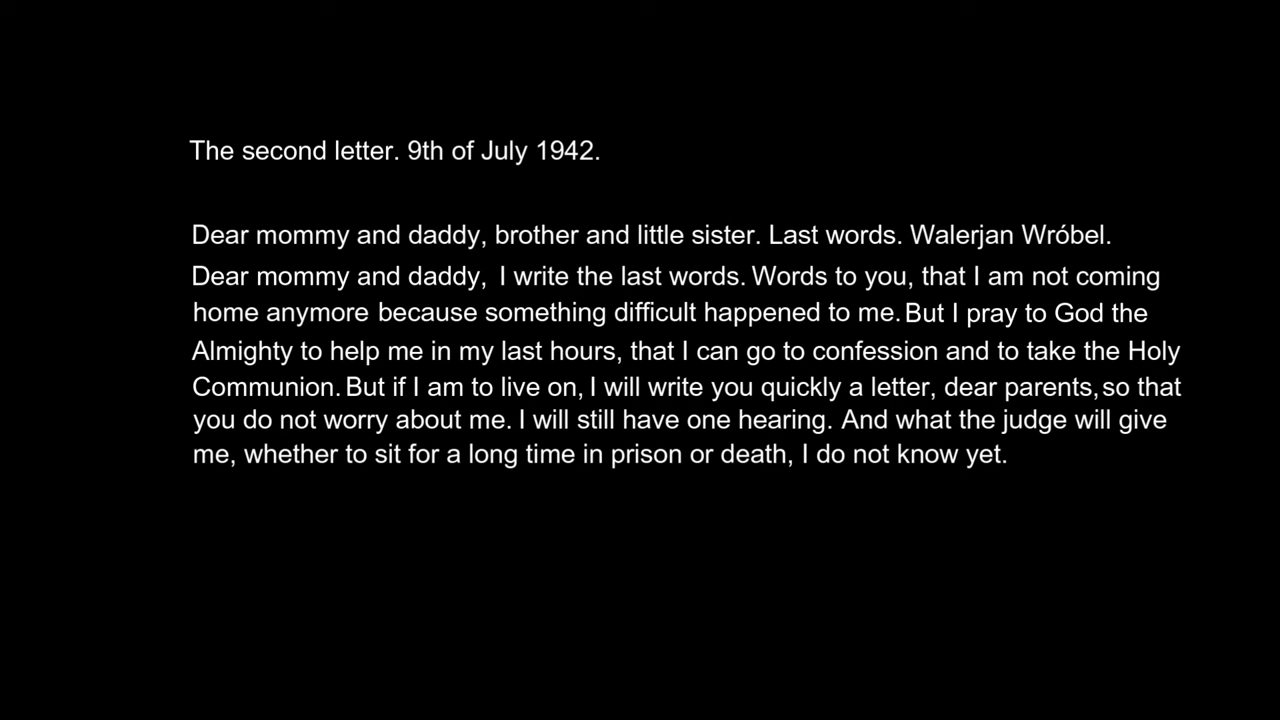 The second letter. 9th of July 1942.
Dear mommy and daddy, brother and little sister. Last words. Walerjan Wróbel.
Dear mommy and daddy, I write the last words. Words to you, that I am not coming
home anymore because something difficult happened to me. But I pray to God the
Almighty to help me in my last hours, that I can go to confession and to take the Holy
Communion. But if I am to live on, I will write you quickly a letter, dear parents, so that
you do not worry about me. I will still have one hearing. And what the judge will give
me, whether to sit for a long time in prison or death, I do not know yet.